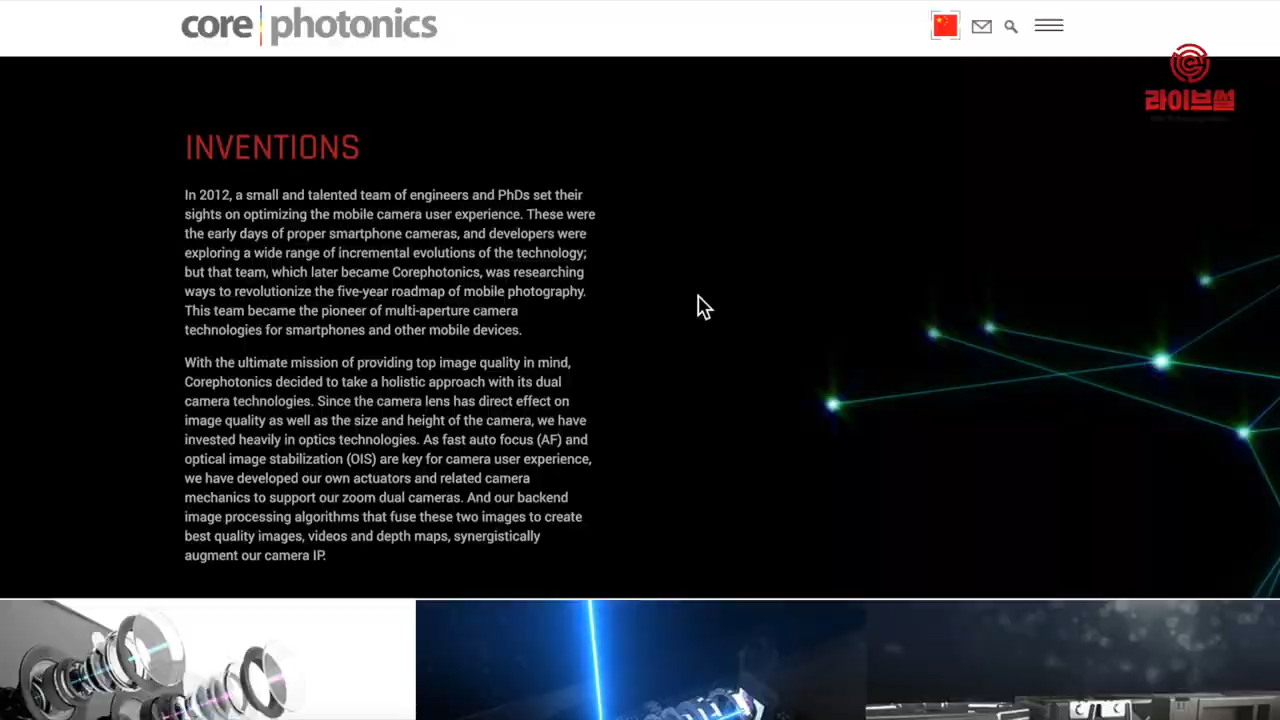 core photonics
라이브썰
INVENTIONS
In 2012, a small and talented team of engineers and PhDs set their
sights on optimizing the mobile camera user experience. These were
the early days of proper smartphone cameras, and developers were
exploring a wide range of incremental evolutions of the technology;
but that team, which later became Corephotonics, was researching
ways to revolutionize the five-year roadmap of mobile photography.
This team became the pioneer of multi-aperture camera
technologies for smartphones and other mobile devices.
With the ultimate mission of providing top image quality in mind,
Corephotonics decided to take a holistic approach with its dual
camera technologies. Since the camera lens has direct effect on
image quality as well as the size and height of the camera, we have
invested heavily in optics technologies. As fast auto focus (AF) and
optical image stabilization (OIS) are key for camera user experience,
we have developed our own actuators and related camera
mechanics to support our zoom dual cameras. And our backend
image processing algorithms that fuse these two images to create
best quality images, videos and depth maps, synergistically
augment our camera IP.